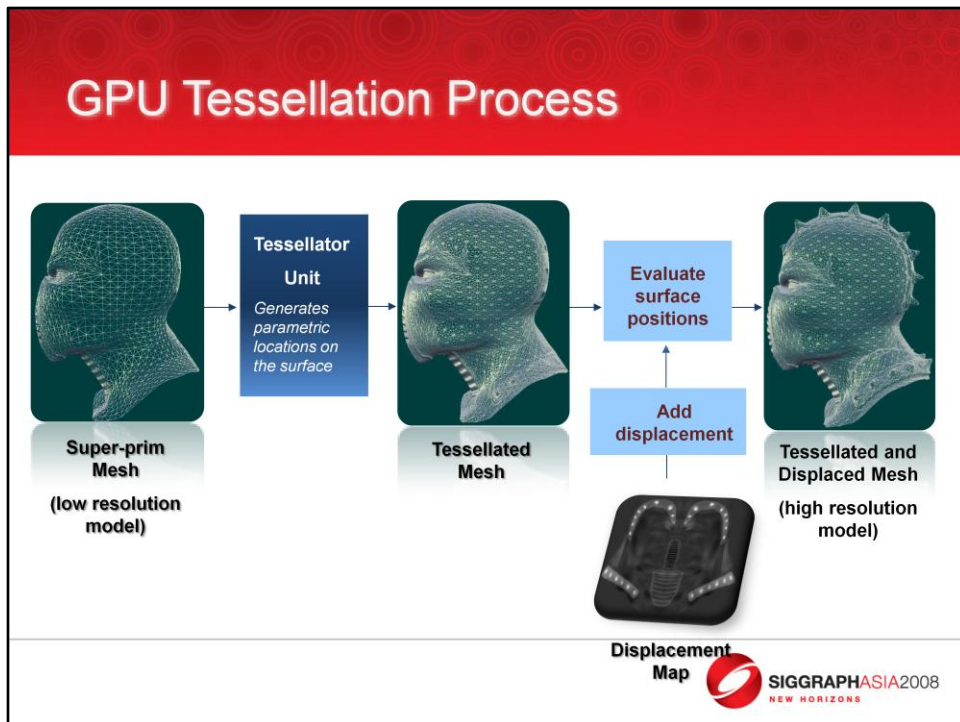 GPU Tessellation Process
Super-prim
Mesh
(low resolution
model)
Tessellator
Unit
Generates
parametric
locations on
the surface
Tessellated
Mesh
Evaluate
surface
positions
Add
displacement
Displacement
Map
Tessellated and
Displaced Mesh
(high resolution
model)
SIGGRAPHASIA2008
NEW HORIZONS